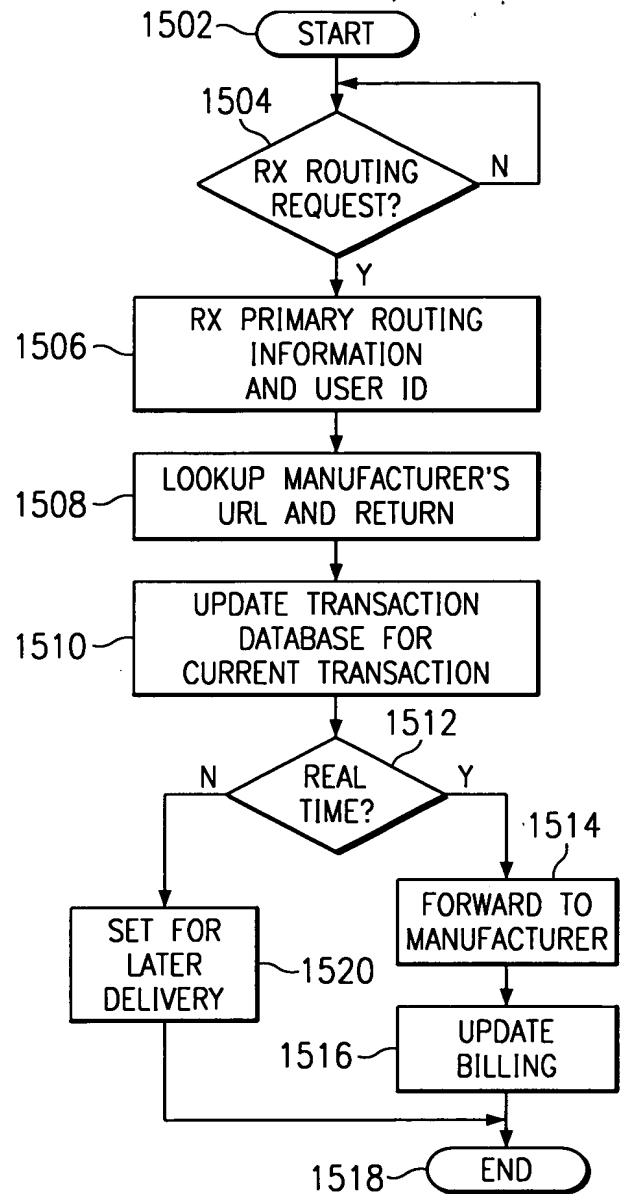 1502
START
1504
RX ROUTING
REQUEST?
N
Y
1506
RX PRIMARY ROUTING
INFORMATION
AND USER ID
1508
LOOKUP MANUFACTURER'S
URL AND RETURN
1510
UPDATE TRANSACTION
DATABASE FOR
CURRENT TRANSACTION
1512
N
REAL
TIME?
Y
1514
FORWARD TO
MANUFACTURER
SET FOR
LATER
DELIVERY
1520
1516
UPDATE
BILLING
1518
END